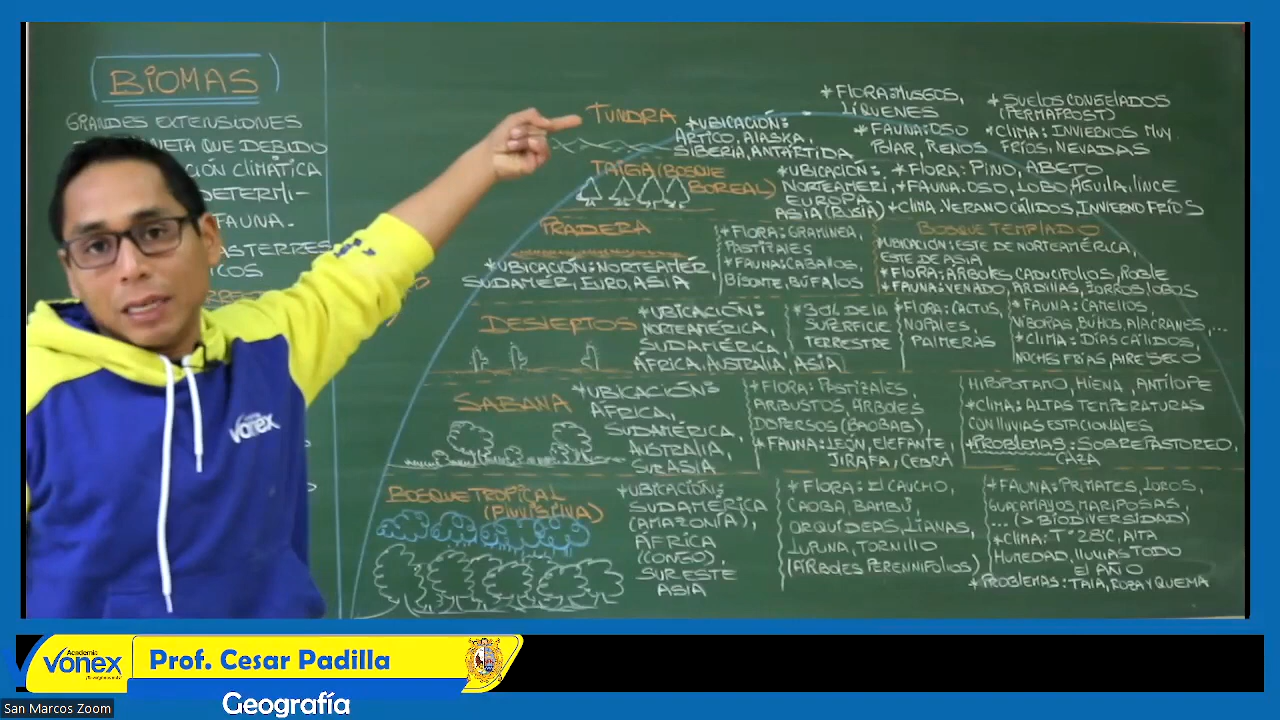 BIOMAS
GRANDES EXTENSIONES
NETA QUE DEBIDO
CIÓN CLIMÁTICA
DETERMI-
FAUNA.
TERRES
ICOS
TUNDRA
*UBICACIÓN:
ÁRTICO, ALASKA,
SIBERIA, ANTÁRTIDA
*FLORA: MUSGOS,
LÍQUENES
*FAUNA: OSO
POLAR, RENOS
*SUELOS CONGELADOS
(PERMAFROST)
*CLIMA: INVIERNOS MUY
FRÍOS, NEVADAS
TAIGA (BOSQUE
BOREAL)
*UBICACIÓN:
NORTEAMERI,
EUROPA,
ASIA (RUSIA)
*FLORA: PINO, ABETO
*FAUNA: OSO, LOBO, ÁGUILA, LINCE
*CLIMA: VERANO CÁLIDOS, INVIERNO FRÍOS
PRADERA
*UBICACIÓN: NORTEAMÉR,
SUDAMÉR, EURO, ASIA
*FLORA: GRAMINEA,
PASTIZALES
*FAUNA: CABALLOS,
BISONTE, BÚFALOS
BOSQUE TEMPLADO
*UBICACIÓN: ESTE DE NORTEAMÉRICA,
ESTE DE ASIA
*FLORA: ÁRBOLES CADUCIFOLIOS, ROBLE
*FAUNA: VENADO, ARDILLAS, ZORROS, LOBOS
DESIERTOS
*UBICACIÓN:
NORTEAMÉRICA,
SUDAMÉRICA,
ÁFRICA, AUSTRALIA, ASIA
*30% DE LA
SUPERFICIE
TERRESTRE
*FLORA: CACTUS,
NOPALES,
PALMERAS
*FAUNA: CAMELLOS,
VÍBORAS, BÚHOS, ALACRANES,...
*CLIMA: DÍAS CÁLIDOS,
NOCHES FRÍAS, AIRE SECO
SABANA
*UBICACIÓN:
ÁFRICA,
SUDAMÉRICA,
AUSTRALIA,
SURASIA
*FLORA: PASTIZALES,
ARBUSTOS, ÁRBOLES
DISPERSOS (BAOBAB),
*FAUNA: LEÓN, ELEFANTE,
JIRAFA, CEBRA
HIPOPÓTAMO, HIENA, ANTÍLOPE
*CLIMA: ALTAS TEMPERATURAS
CON LLUVIAS ESTACIONALES
*PROBLEMAS: SOBREPASTOREO,
CAZA
BOSQUE TROPICAL
(PLUVISILVA)
*UBICACIÓN:
SUDAMÉRICA
(AMAZONÍA),
ÁFRICA
(CONGO),
SUR ESTE
ASIA
*FLORA: EL CAUCHO,
CAOBA, BAMBÚ,
ORQUÍDEAS, LIANAS,
LUPUNA, TORNILLO
(ÁRBOLES PERENNIFOLIOS)
*FAUNA: PRIMATES, LOROS,
GUACAMAYOS, MARIPOSAS,
... (> BIODIVERSIDAD)
*CLIMA: T° 28°C, ALTA
HUMEDAD, LLUVIAS TODO
EL AÑO
*PROBLEMAS: TALA, ROZA Y QUEMA
Academia
vonex
Academia
vonex
Prof. Cesar Padilla
Geografía
San Marcos Zoom